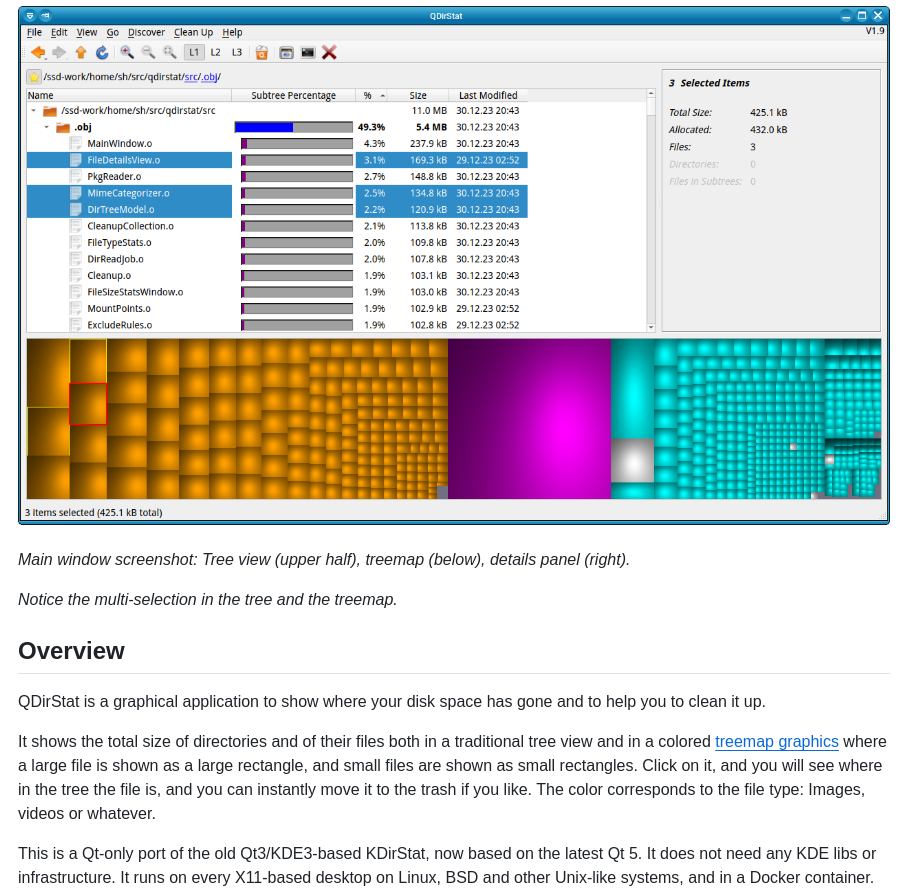 QDirStat
File Edit View Go Discover Clean Up Help V1.9
L1 L2 L3
/ssd-work/home/sh/src/qdirstat/src/.obj/
Name Subtree Percentage % Size Last Modified
/ssd-work/home/sh/src/qdirstat/src 11.0 MB 30.12.23 20:43
.obj 49.3% 5.4 MB 30.12.23 20:43
MainWindow.o 4.3% 237.9 kB 30.12.23 20:43
FileDetailsView.o 3.1% 169.3 kB 29.12.23 02:52
PkgReader.o 2.7% 148.8 kB 30.12.23 20:43
MimeCategorizer.o 2.5% 134.8 kB 30.12.23 20:43
DirTreeModel.o 2.2% 120.9 kB 30.12.23 20:43
CleanupCollection.o 2.1% 113.8 kB 30.12.23 20:43
FileTypeStats.o 2.0% 109.8 kB 30.12.23 20:43
DirReadJob.o 2.0% 107.8 kB 30.12.23 20:43
Cleanup.o 1.9% 103.1 kB 30.12.23 20:43
FileSizeStatsWindow.o 1.9% 103.0 kB 30.12.23 20:43
MountPoints.o 1.9% 102.9 kB 29.12.23 02:52
ExcludeRules.o 1.9% 102.8 kB 29.12.23 02:52
3 Selected Items
Total Size: 425.1 kB
Allocated: 432.0 kB
Files: 3
Directories: 0
Files in Subtrees: 0
3 items selected (425.1 kB total)
Main window screenshot: Tree view (upper half), treemap (below), details panel (right).
Notice the multi-selection in the tree and the treemap.
Overview
QDirStat is a graphical application to show where your disk space has gone and to help you to clean it up.
It shows the total size of directories and of their files both in a traditional tree view and in a colored treemap graphics where
a large file is shown as a large rectangle, and small files are shown as small rectangles. Click on it, and you will see where
in the tree the file is, and you can instantly move it to the trash if you like. The color corresponds to the file type: Images,
videos or whatever.
This is a Qt-only port of the old Qt3/KDE3-based KDirStat, now based on the latest Qt 5. It does not need any KDE libs or
infrastructure. It runs on every X11-based desktop on Linux, BSD and other Unix-like systems, and in a Docker container.